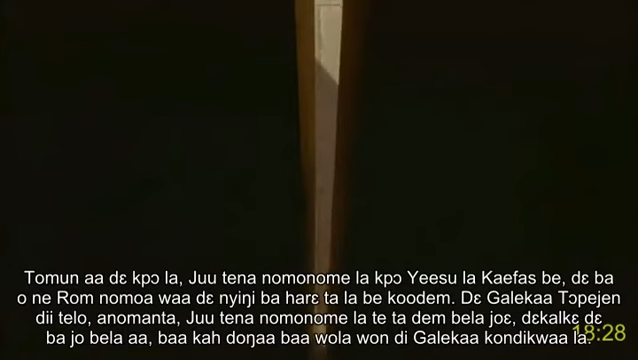 Tomun aa dɛ kpɔ la, Juu tena nomonome la kpɔ Yeesu la Kaefas be, dɛ ba
o ne Rom nomoa waa dɛ nyiŋi ba harɛ ta la be koodem. Dɛ Galekaa Tɔpejen
dii telo, anomanta, Juu tena nomonome la te ta dem bela joɛ, dɛkalkɛ dɛ
ba jo bela aa, baa kah doŋaa baa wola won di Galekaa kondikwaa la.
18:28